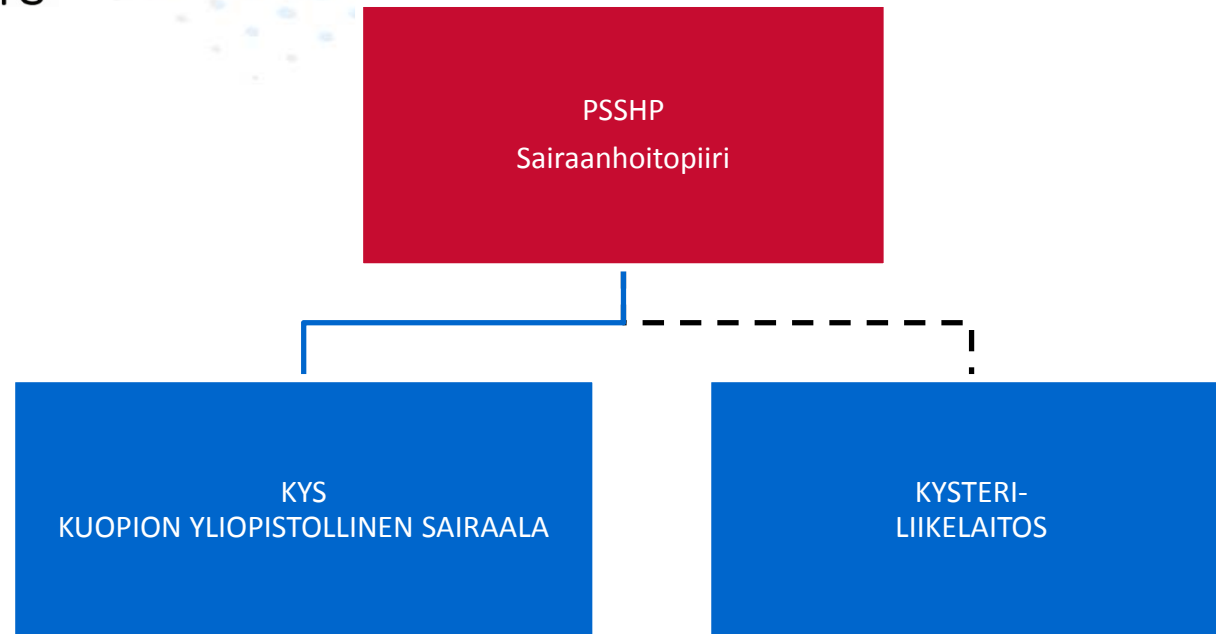 PSSHP
Sairaanhoitopiiri
KYS
KUOPION YLIOPISTOLLINEN SAIRAALA
KYSTERI-
LIIKELAITOS